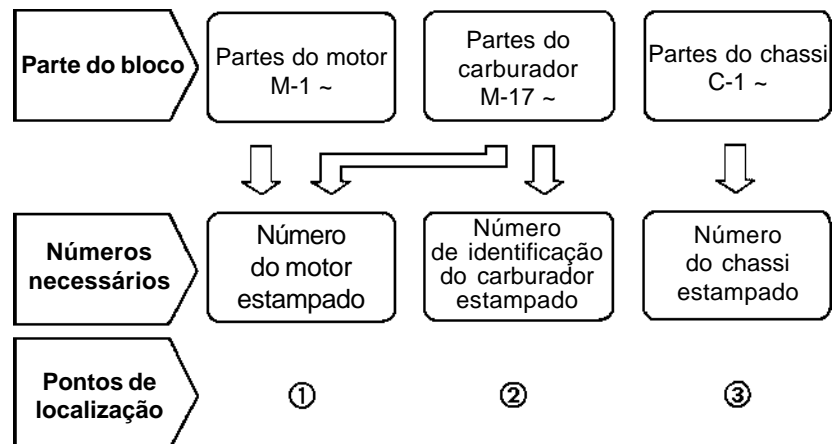 Parte do bloco
Partes do motor
M-1 ~
Partes do
carburador
M-17 ~
Partes do chassi
C-1 ~
Números
necessários
Número
do motor
estampado
Número
de identificação
do carburador
estampado
Número
do chassi
estampado
Pontos de
localização
①
②
③